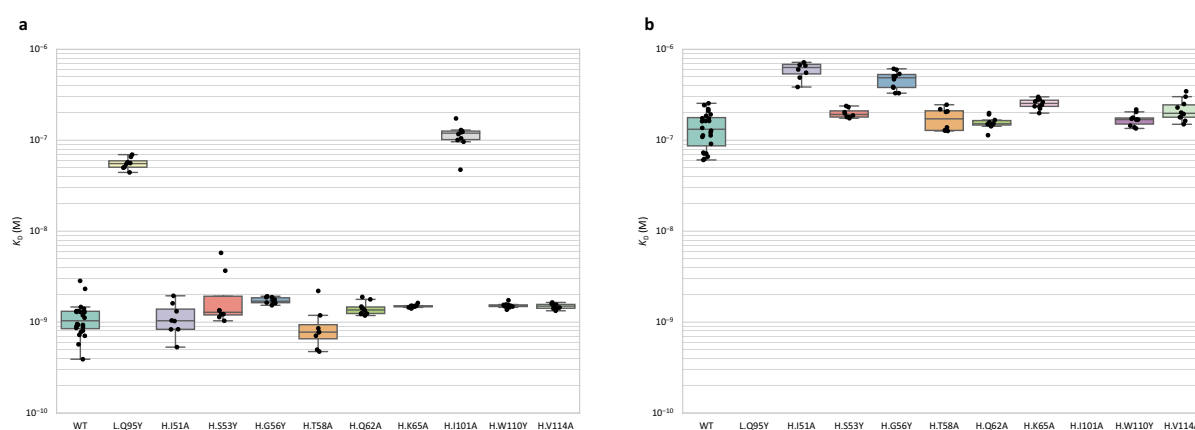 a
10⁻⁶
10⁻⁷
10⁻⁸
10⁻⁹
10⁻¹⁰
K_D (M)
WT L.Q95Y H.I51A H.S53Y H.G56Y H.T58A H.Q62A H.K65A H.I101A H.W110Y H.V114A
b
10⁻⁶
10⁻⁷
10⁻⁸
10⁻⁹
10⁻¹⁰
K_D (M)
WT L.Q95Y H.I51A H.S53Y H.G56Y H.T58A H.Q62A H.K65A H.I101A H.W110Y H.V114A